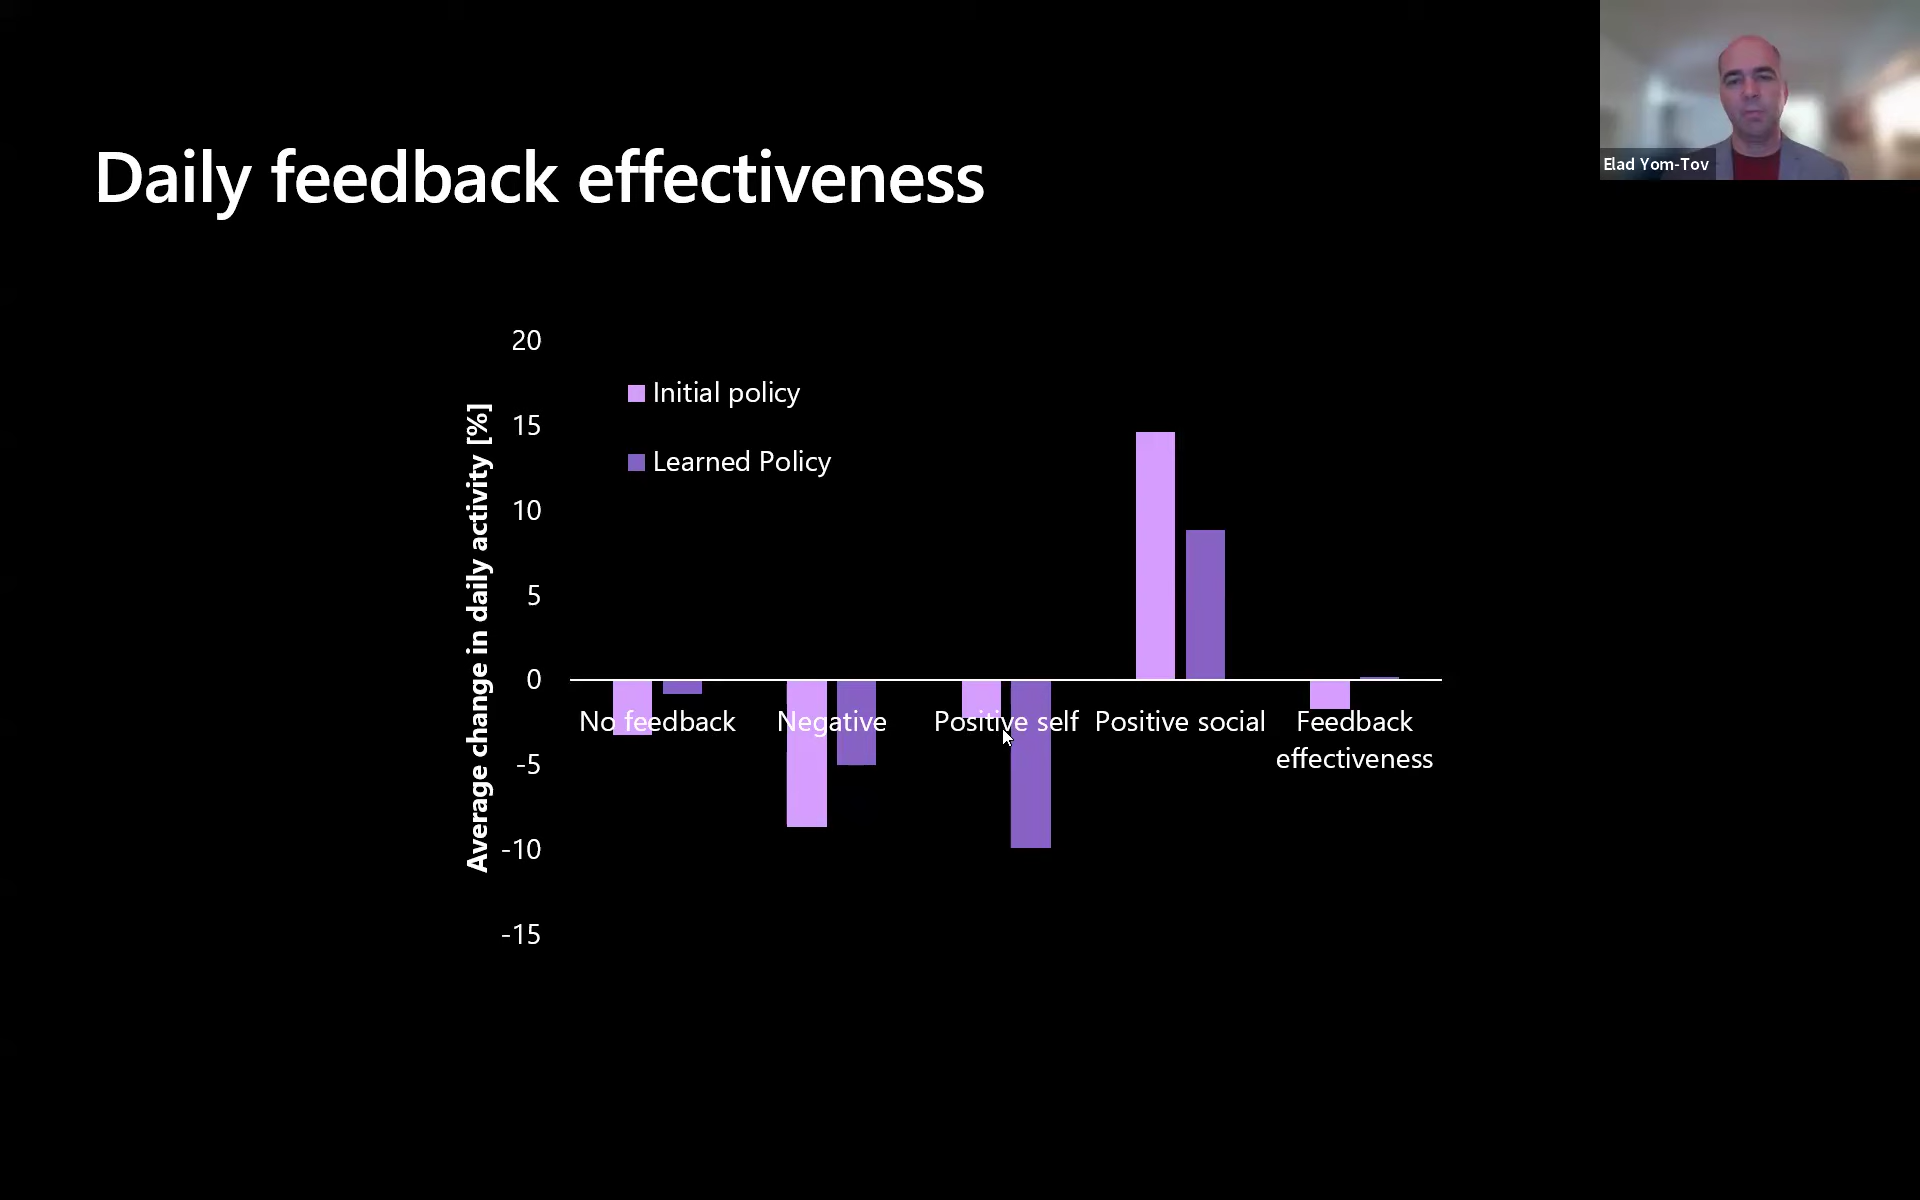 Elad Yom-Tov
Daily feedback effectiveness
Average change in daily activity [%]
20
15
10
5
0
-5
-10
-15
Initial policy
Learned Policy
No feedback
Negative
Positive self
Positive social
Feedback
effectiveness